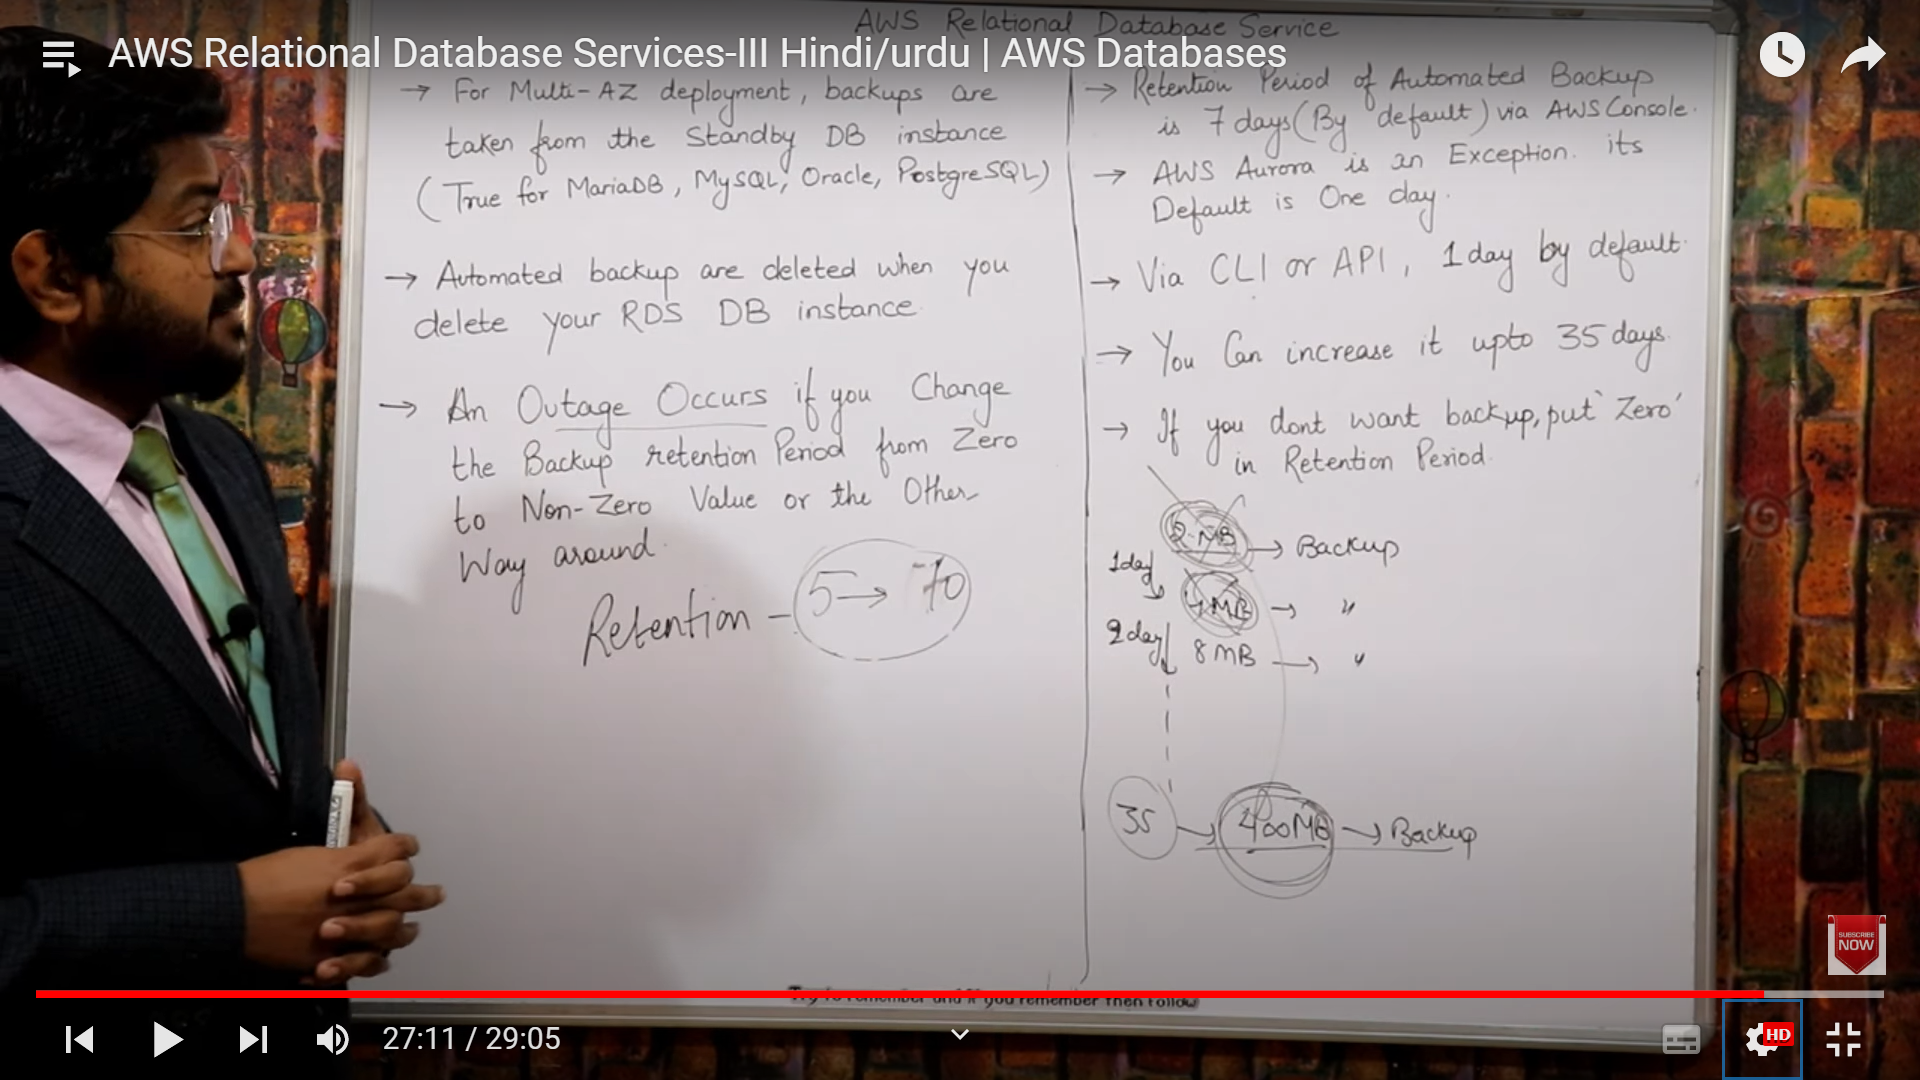 AWS Relational Database Service
AWS Relational Database Services-III Hindi/urdu | AWS Databases
→ For Multi-AZ deployment, backups are
taken from the Standby DB instance
(True for MariaDB, MySQL, Oracle, PostgreSQL)
→ Automated backup are deleted when you
delete your RDS DB instance.
→ An Outage Occurs if you Change
the Backup retention Period from Zero
to Non-Zero Value or the Other
Way around.
Retention - 5 → 10
→ Retention Period of Automated Backup
is 7 days (By default) via AWS Console.
→ AWS Aurora is an Exception. its
Default is One day.
→ Via CLI or API, 1 day by default.
→ You Can increase it upto 35 days.
→ If you dont want backup, put 'Zero'
in Retention Period.
2 MB → Backup
1day
4 MB → "
2day
8 MB → "
35 → 400MB → Backup
Try to remember and if you remember then follow
SUBSCRIBE
NOW
27:11 / 29:05
HD